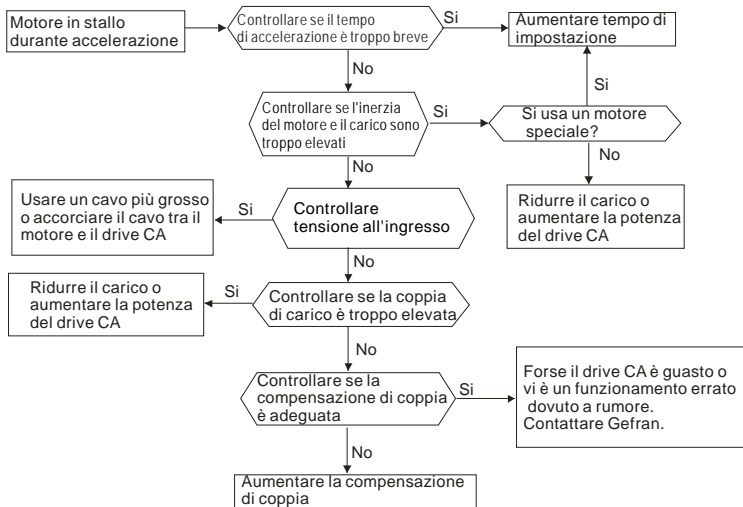 Motore in stallo
durante accelerazione
Controllare se il tempo
di accelerazione è troppo breve
Si
Aumentare tempo di
impostazione
No
Si
Controllare se l'inerzia
del motore e il carico sono
troppo elevati
Si
Si usa un motore
speciale?
No
No
Usare un cavo più grosso
o accorciare il cavo tra il
motore e il drive CA
Si
Controllare
tensione all'ingresso
Ridurre il carico o
aumentare la potenza
del drive CA
No
Ridurre il carico o
aumentare la potenza
del drive CA
Si
Controllare se la coppia
di carico è troppo elevata
No
Controllare se la
compensazione di coppia
è adeguata
Si
Forse il drive CA è guasto o
vi è un funzionamento errato
dovuto a rumore.
Contattare Gefran.
No
Aumentare la compensazione
di coppia